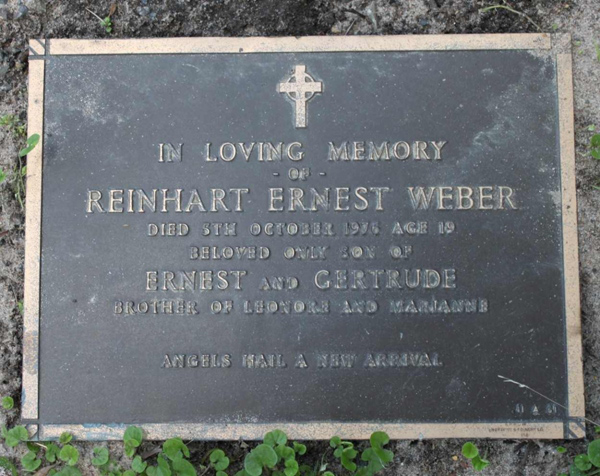 IN LOVING MEMORY
- OF -
REINHART ERNEST WEBER
DIED 5TH OCTOBER AGE 19
BELOVED ONLY SON OF
ERNEST AND GERTRUDE
BROTHER OF LEONORE AND MARIANNE
ANGELS HAIL A NEW ARRIVAL